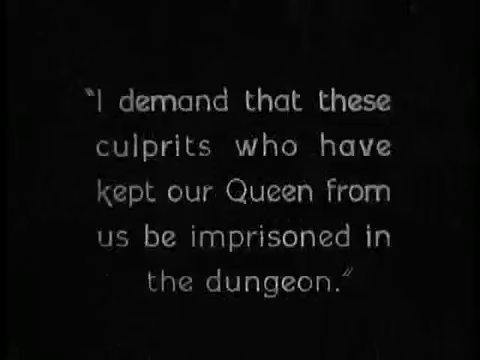 "I demand that these
culprits who have
kept our Queen from
us be imprisoned in
the dungeon."